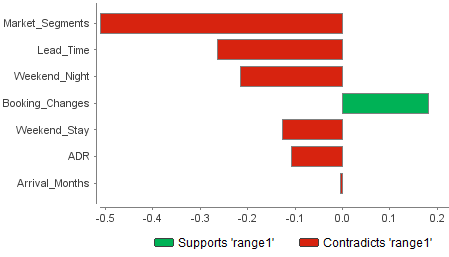 Market_Segments
Lead_Time
Weekend_Night
Booking_Changes
Weekend_Stay
ADR
Arrival_Months
-0.5 -0.4 -0.3 -0.2 -0.1 0.0 0.1 0.2
Supports 'range1' Contradicts 'range1'